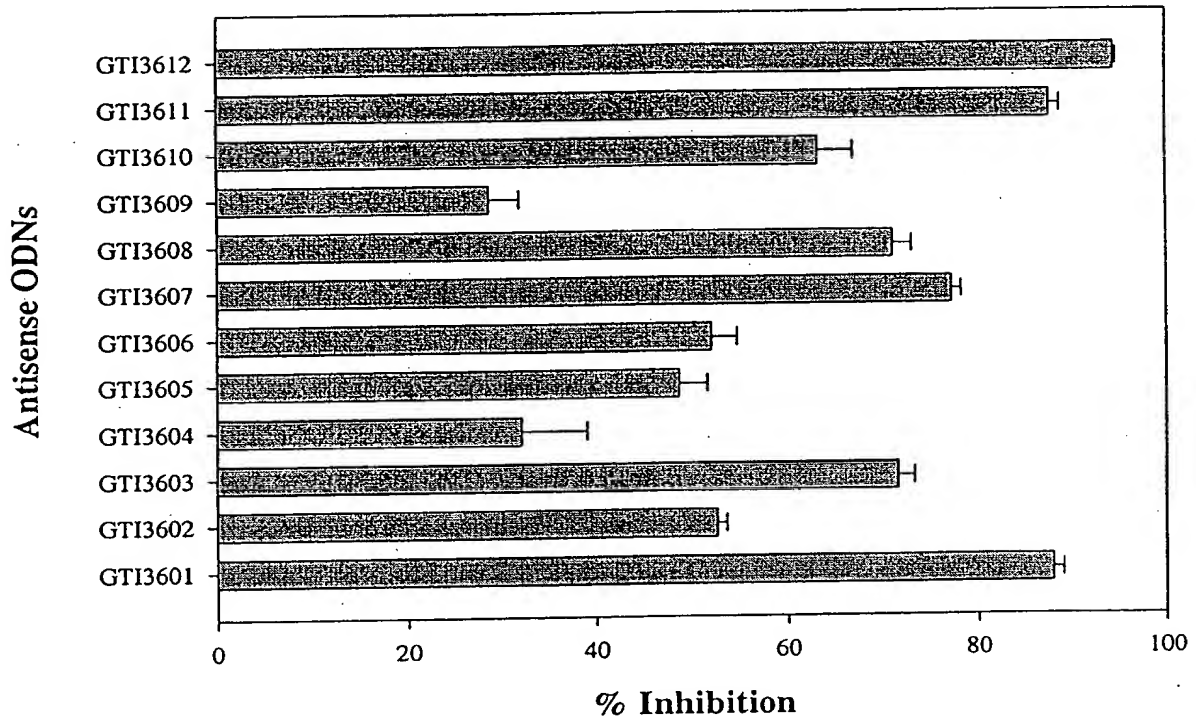 Antisense ODNs
GTI3612
GTI3611
GTI3610
GTI3609
GTI3608
GTI3607
GTI3606
GTI3605
GTI3604
GTI3603
GTI3602
GTI3601
0 20 40 60 80 100
% Inhibition